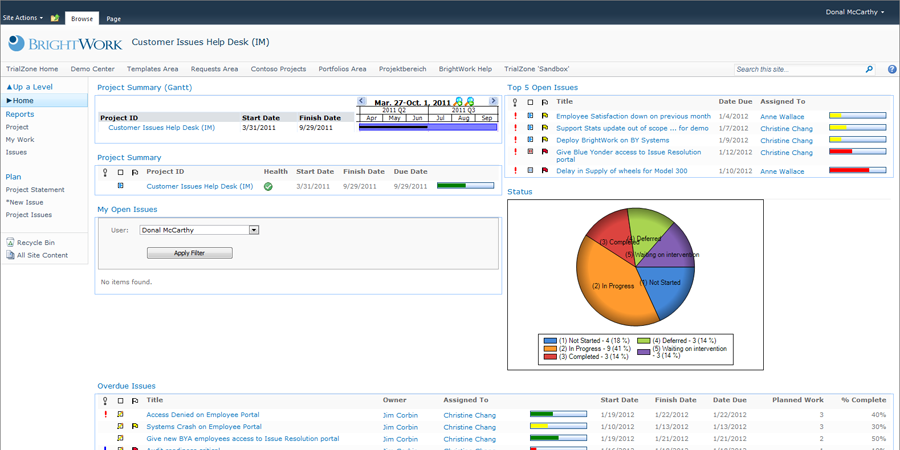 Donal McCarthy
Site Actions Browse Page
BRIGHTWORK Customer Issues Help Desk (IM)
TrialZone Home Demo Center Templates Area Requests Area Contoso Projects Portfolios Area Projektbereich BrightWork Help TrialZone 'Sandbox' Search this site...
Up a Level
Home
Reports
Project
My Work
Issues
Plan
Project Statement
*New Issue
Project Issues
Recycle Bin
All Site Content
Project Summary (Gantt)
Mar. 27-Oct. 1, 2011
2011 Q2 2011 Q3
Project ID Start Date Finish Date Apr May Jun Jul Aug Sep
Customer Issues Help Desk (IM) 3/31/2011 9/29/2011
Project Summary
Project ID Health Start Date Finish Date Due Date
Customer Issues Help Desk (IM) 3/31/2011 9/29/2011 9/29/2011
My Open Issues
User: Donal McCarthy
Apply Filter
No items found.
Top 5 Open Issues
Title Date Due Assigned To
Employee Satisfaction down on previous month 1/4/2012 Anne Wallace
Support Stats update out of scope ... for demo 1/7/2012 Christine Chang
Deploy BrightWork on BY Systems 1/9/2012 Christine Chang
Give Blue Yonder access to Issue Resolution portal 1/12/2012 Christine Chang
Delay in Supply of wheels for Model 300 1/10/2012 Anne Wallace
Status
(4) Deferred
(3) Completed
(5) Waiting on intervention
(2) In Progress
(1) Not Started
(1) Not Started - 4 (18 %) (4) Deferred - 3 (14 %)
(2) In Progress - 9 (41 %) (5) Waiting on intervention
(3) Completed - 3 (14 %) - 3 (14 %)
Overdue Issues
Title Owner Assigned To Start Date Finish Date Date Due Planned Work % Complete
Access Denied on Employee Portal Jim Corbin Christine Chang 1/19/2012 1/22/2012 1/22/2012 3 40%
Systems Crash on Employee Portal Jim Corbin Christine Chang 1/10/2012 1/13/2012 1/13/2012 3 30%
Give new BYA employees access to Issue Resolution portal Jim Corbin Christine Chang 1/19/2012 1/21/2012 1/21/2012 2 50%